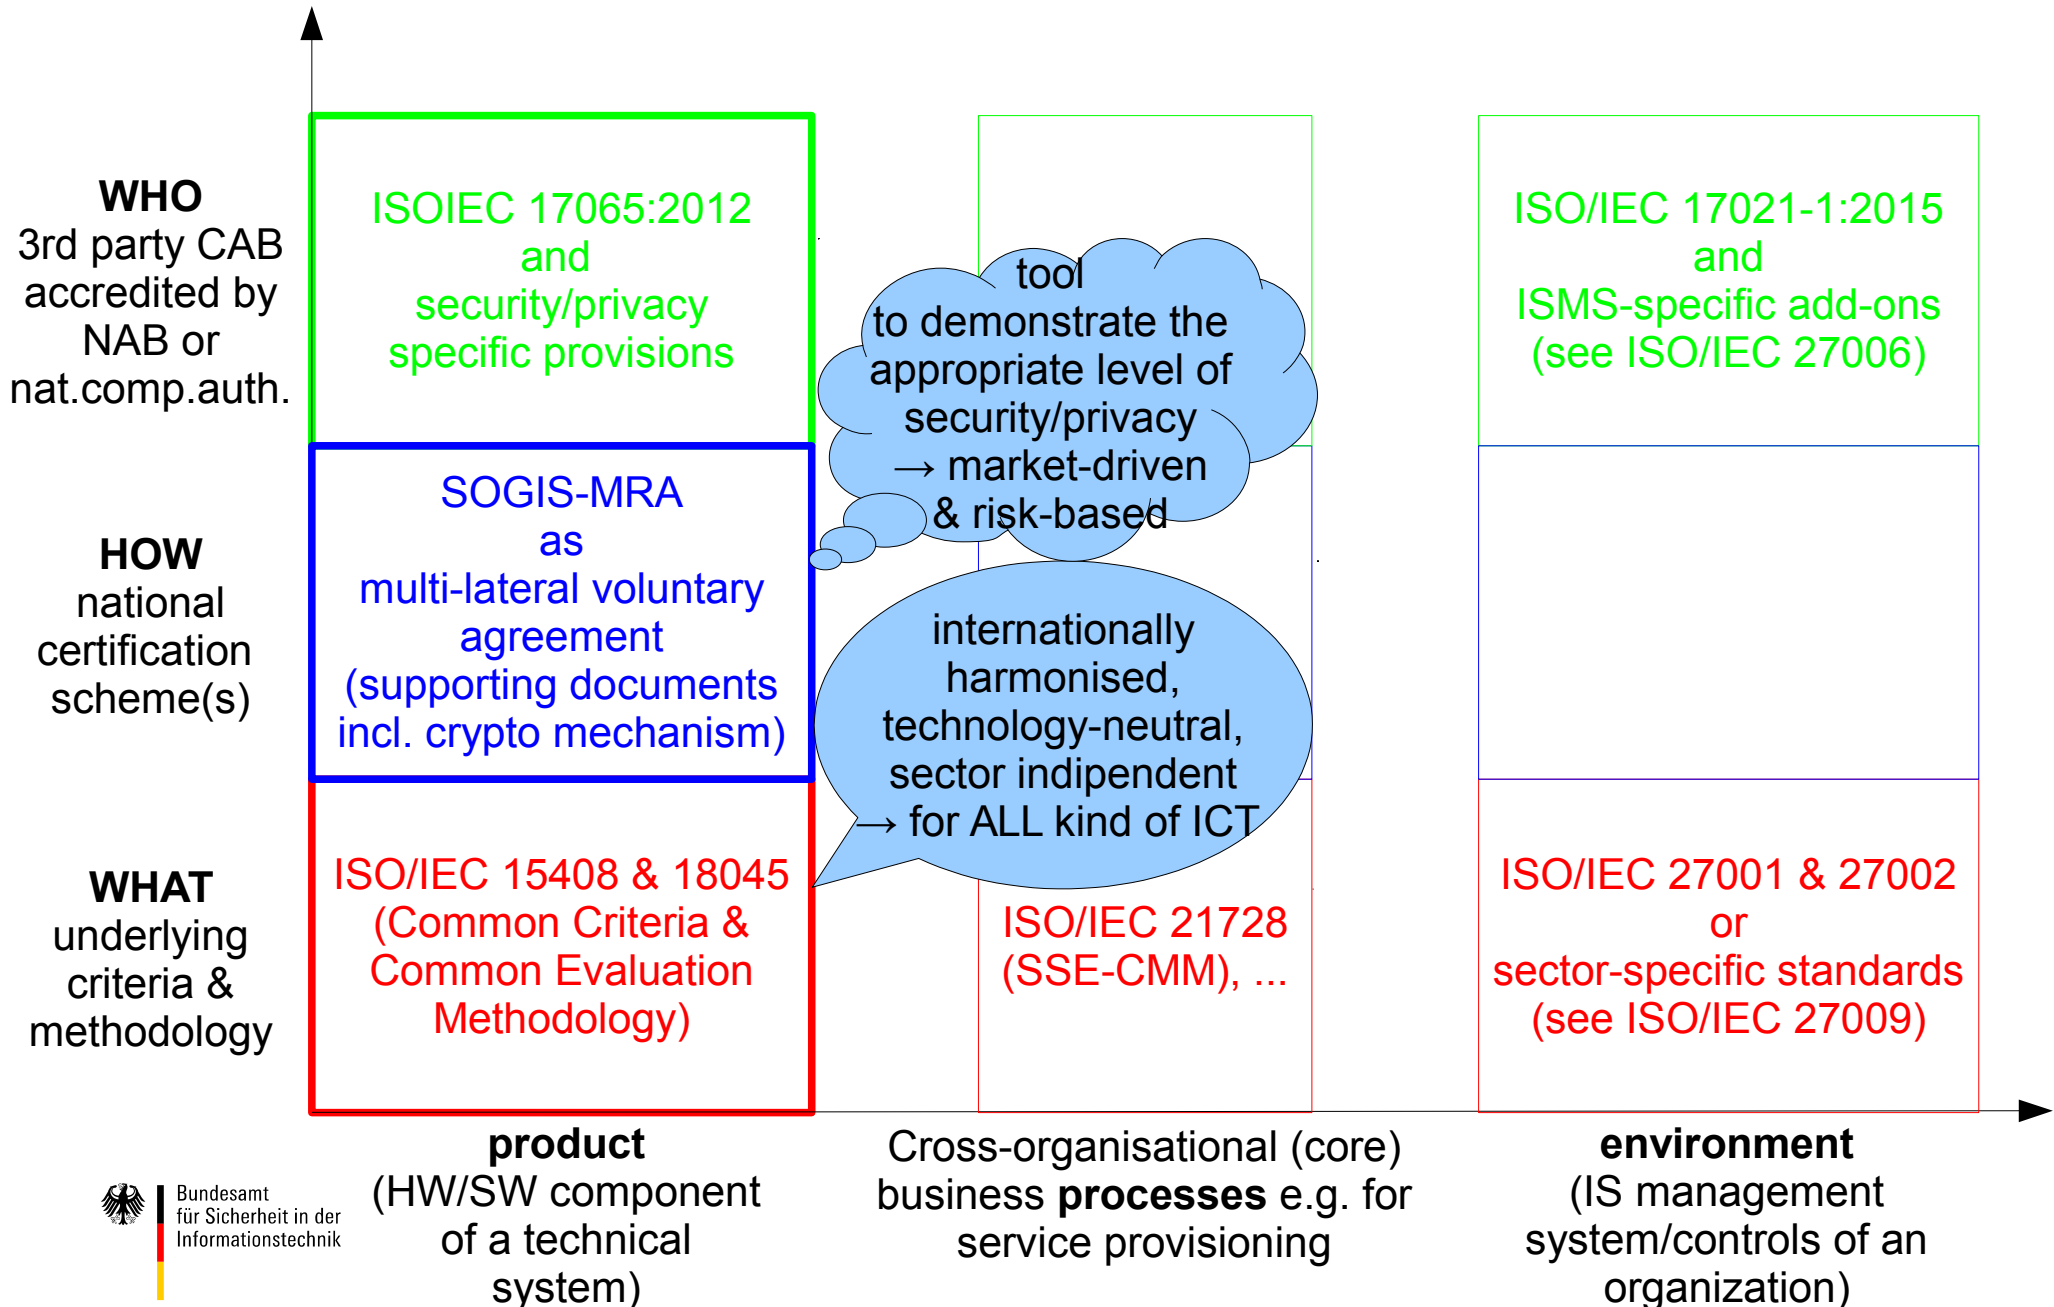 WHO
3rd party CAB
accredited by
NAB or
nat.comp.auth.
ISOIEC 17065:2012
and
security/privacy
specific provisions
tool
to demonstrate the
appropriate level of
security/privacy
→ market-driven
& risk-based
ISO/IEC 17021-1:2015
and
ISMS-specific add-ons
(see ISO/IEC 27006)
HOW
national
certification
scheme(s)
SOGIS-MRA
as
multi-lateral voluntary
agreement
(supporting documents
incl. crypto mechanism)
internationally
harmonised,
technology-neutral,
sector indipendent
→ for ALL kind of ICT
WHAT
underlying
criteria &
methodology
ISO/IEC 15408 & 18045
(Common Criteria &
Common Evaluation
Methodology)
ISO/IEC 21728
(SSE-CMM), ...
ISO/IEC 27001 & 27002
or
sector-specific standards
(see ISO/IEC 27009)
product
(HW/SW component
of a technical
system)
Cross-organisational (core)
business processes e.g. for
service provisioning
environment
(IS management
system/controls of an
organization)
Bundesamt
für Sicherheit in der
Informationstechnik